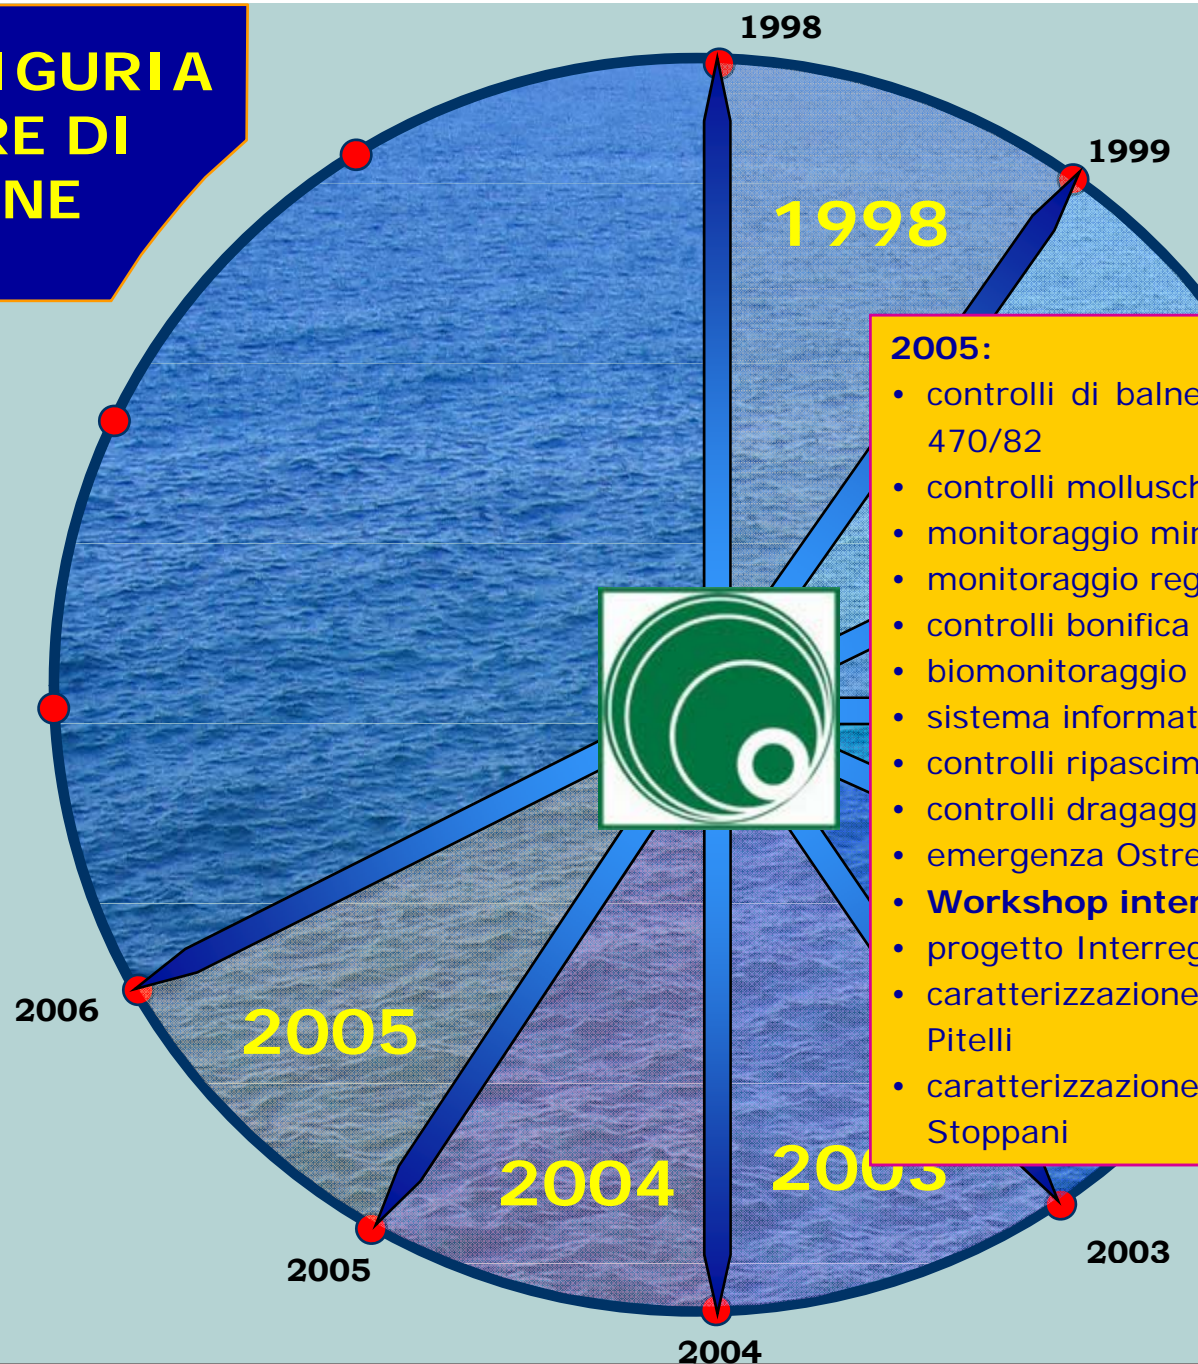 IGURIA
RE DI
NE
1998
1999
1998
2005:
• controlli di balne
470/82
• controlli mollusch
• monitoraggio min
• monitoraggio reg
• controlli bonifica
• biomonitoraggio
• sistema informat
• controlli ripascim
• controlli dragagg
• emergenza Ostre
• Workshop inter
• progetto Interreg
• caratterizzazione
Pitelli
• caratterizzazione
Stoppani
2006
2005
2004
2003
2005
2003
2004